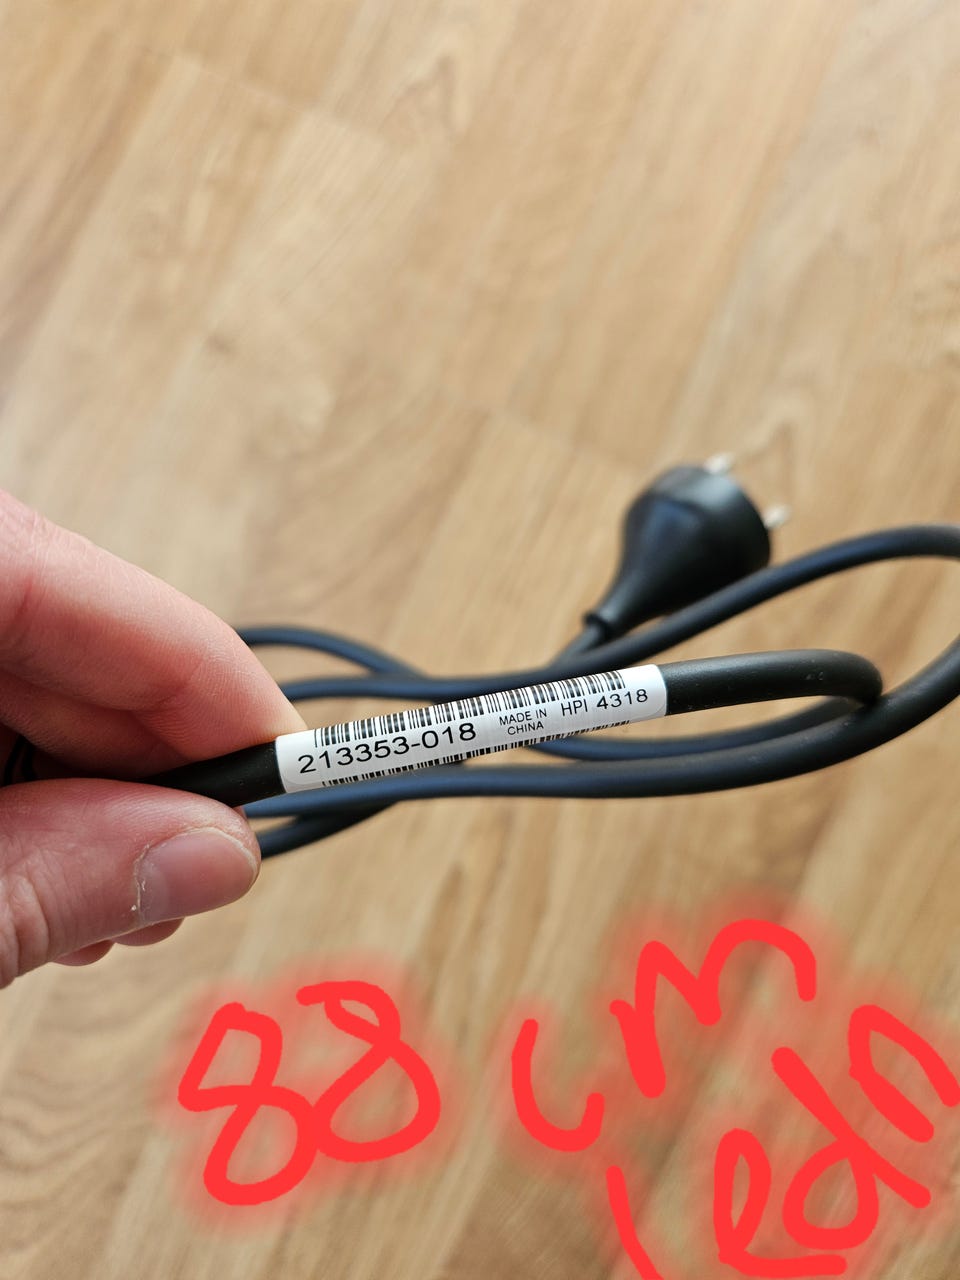 213353-018
MADE IN
CHINA
HPI 4318
88 cm